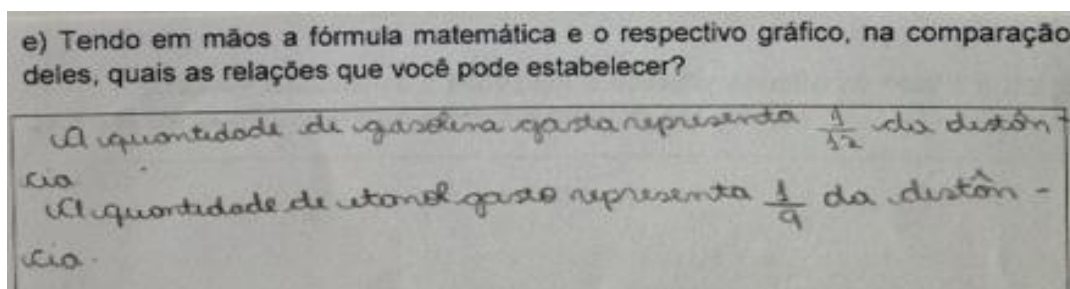 e) Tendo em mãos a fórmula matemática e o respectivo gráfico, na comparação
deles, quais as relações que você pode estabelecer?
A quantidade de gasolina gasta representa 1/12 da distân-
cia
A quantidade de etanol gasto representa 1/9 da distân-
cia.